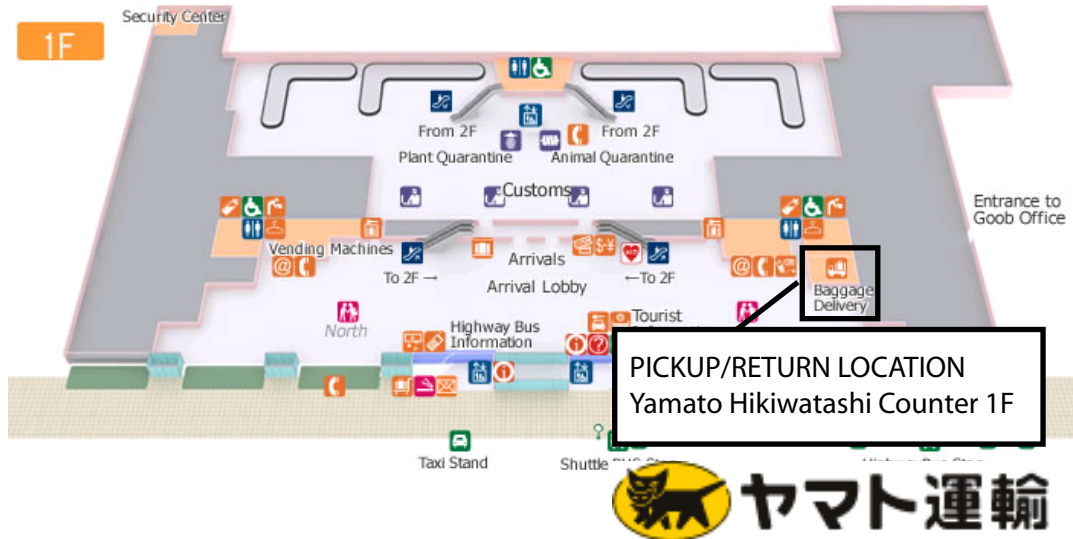 Security Center
1F
From 2F
From 2F
Plant Quarantine
Animal Quarantine
Customs
Entrance to
Goob Office
Vending Machines
To 2F →
Arrivals
←To 2F
Arrival Lobby
Baggage
Delivery
North
Highway Bus
Information
Tourist
PICKUP/RETURN LOCATION
Yamato Hikiwatashi Counter 1F
Taxi Stand
Shuttle
ヤマト運輸